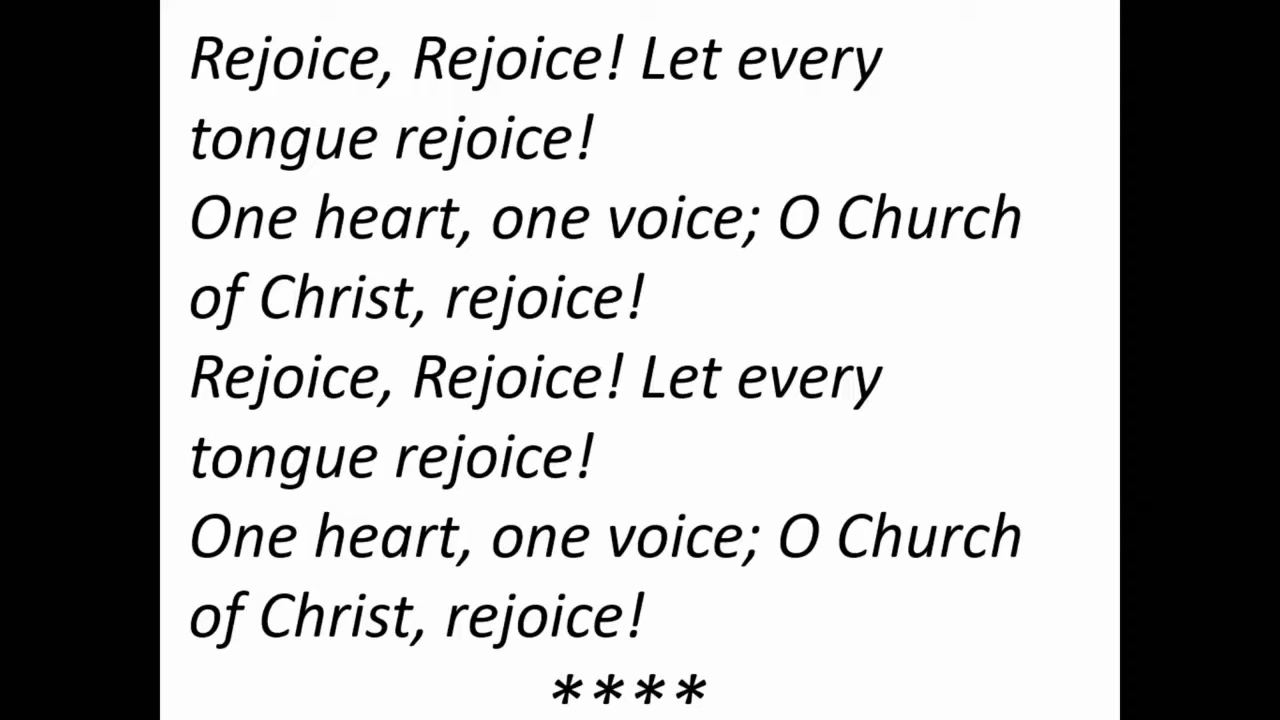 Rejoice, Rejoice! Let every
tongue rejoice!
One heart, one voice; O Church
of Christ, rejoice!
Rejoice, Rejoice! Let every
tongue rejoice!
One heart, one voice; O Church
of Christ, rejoice!
****